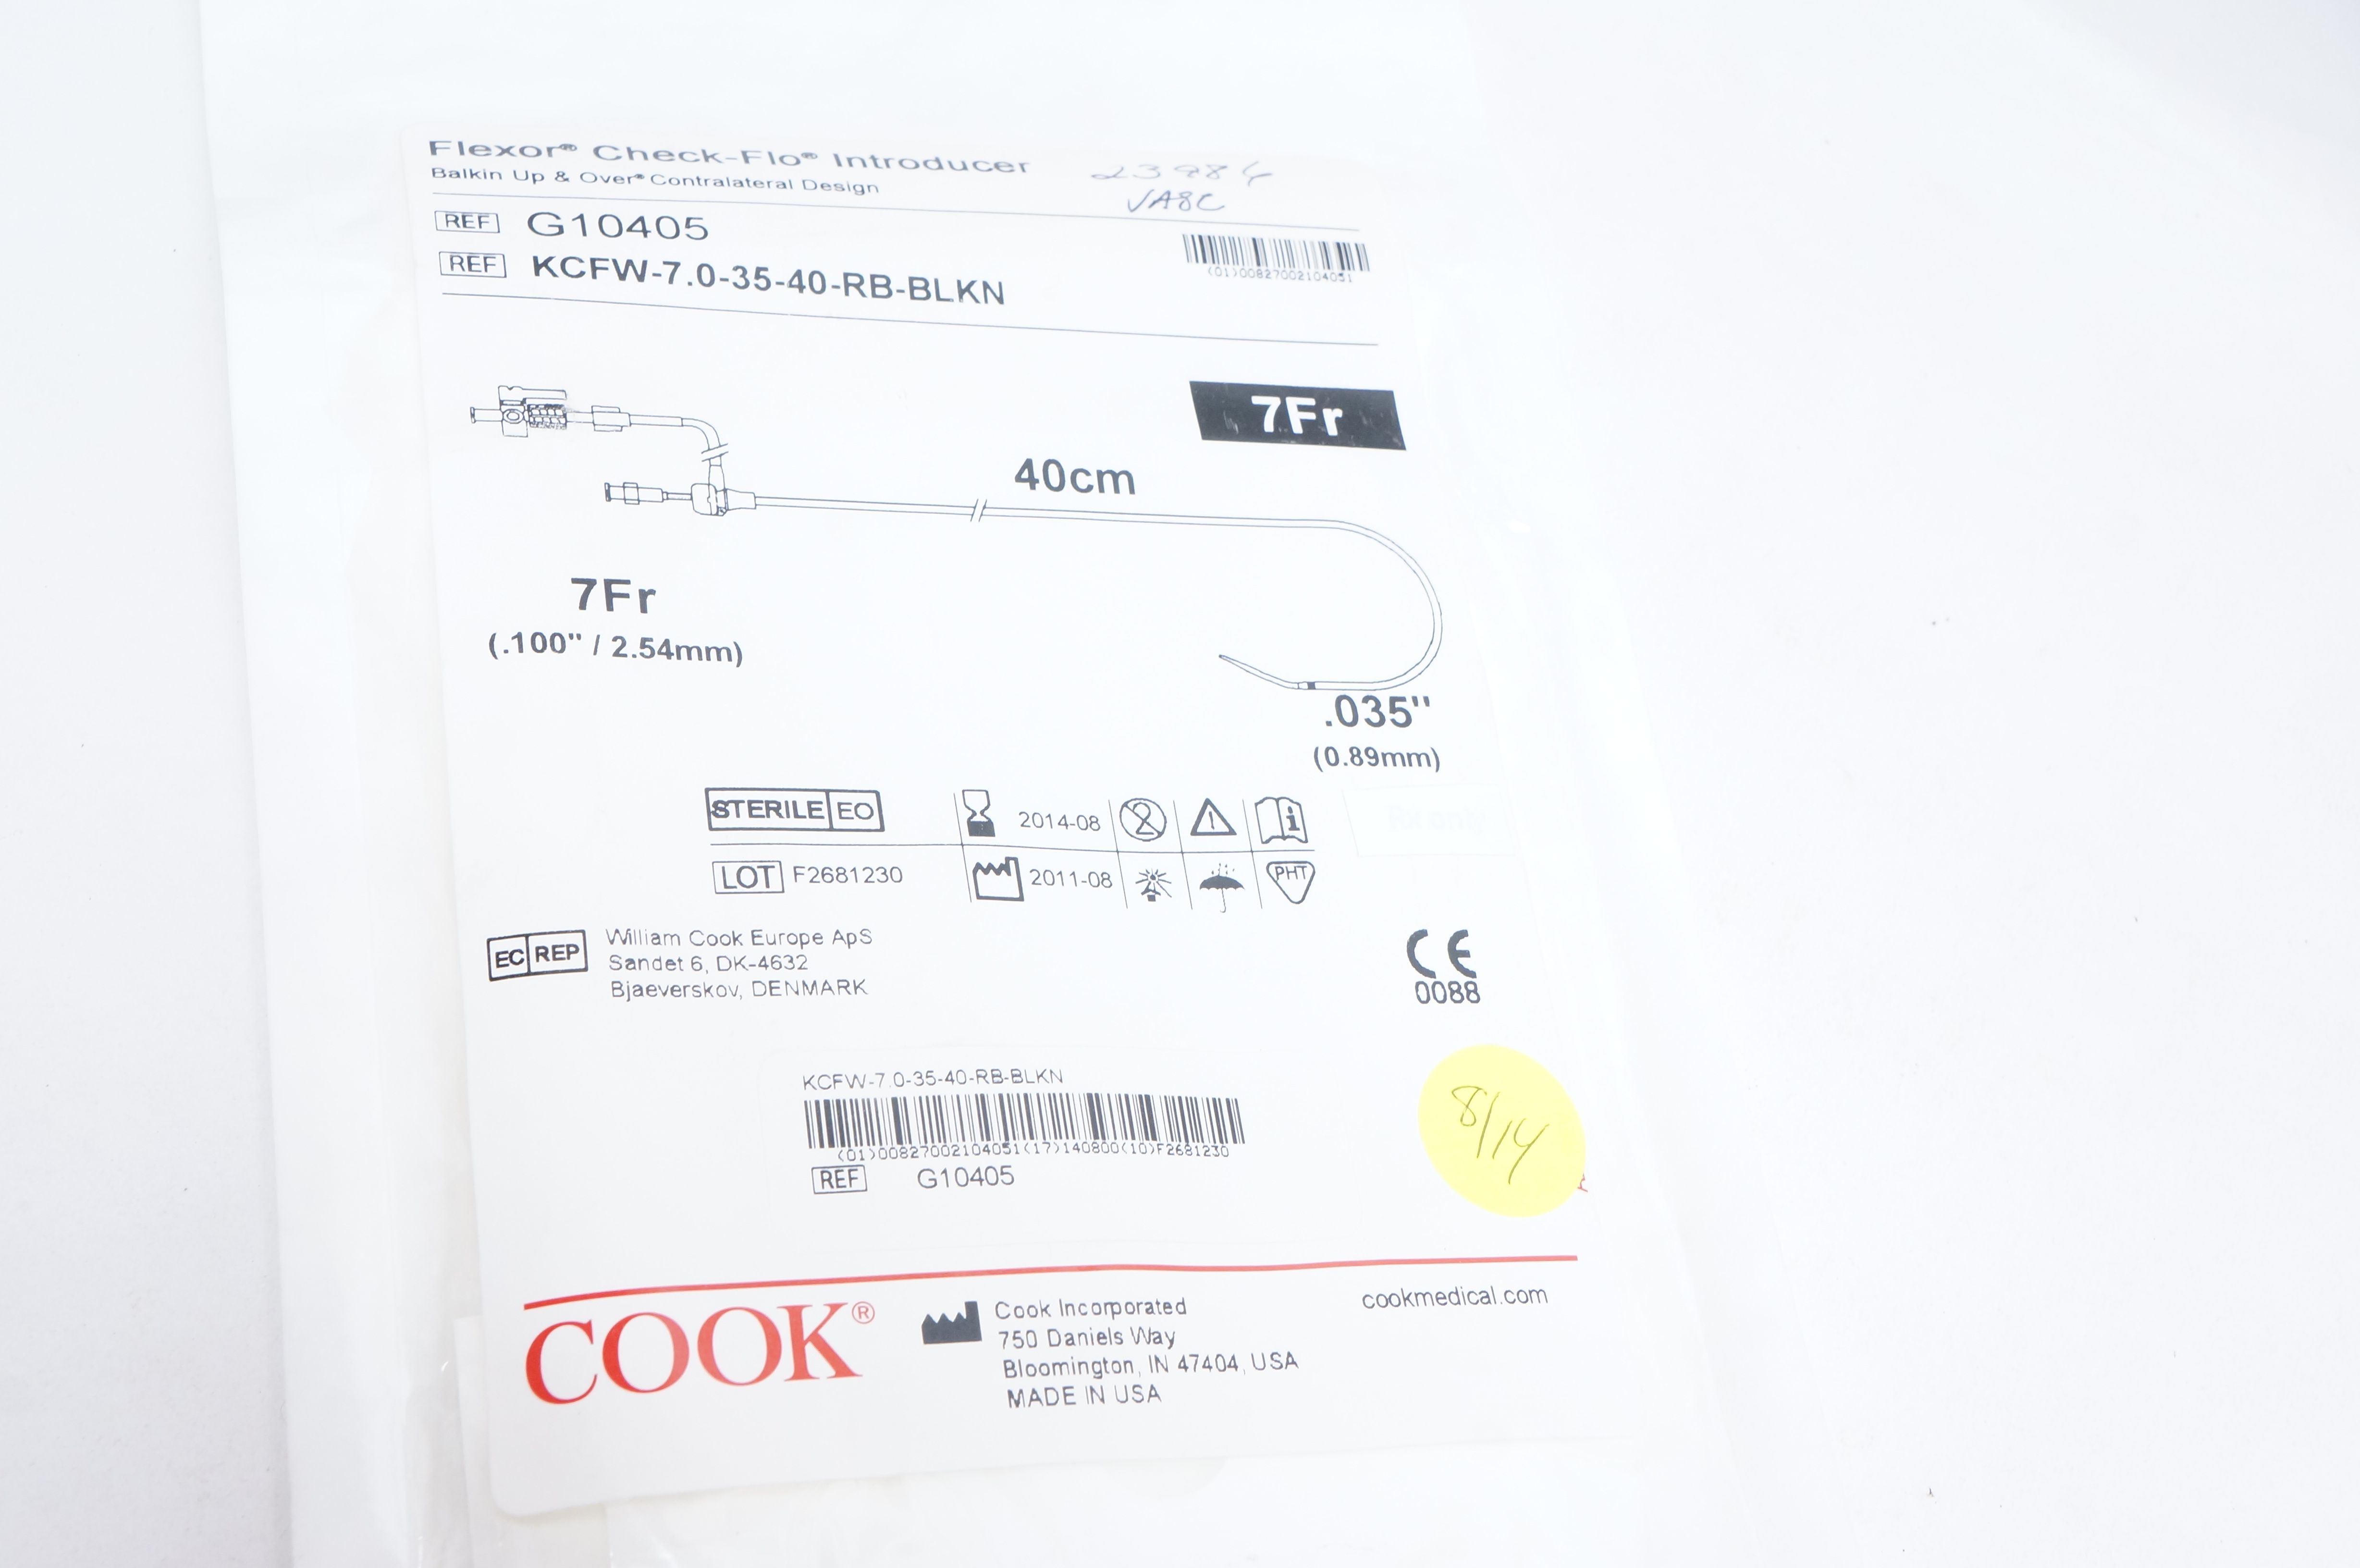 Flexor® Check-Flo® Introducer
Balkin Up & Over® Contralateral Design
VASC
REF G10405
REF KCFW-7.0-35-40-RB-BLKN
(01)00827002104051
7Fr
40cm
7Fr
(.100" / 2.54mm)
.035"
(0.89mm)
STERILE EO
2014-08
LOT F2681230
2011-08
PHT
EC REP
William Cook Europe ApS
Sandet 6, DK-4632
Bjaeverskov, DENMARK
CE
0088
KCFW-7.0-35-40-RB-BLKN
(01)00827002104051(17)140800(10)F2681230
REF G10405
8/14
COOK®
Cook Incorporated
750 Daniels Way
Bloomington, IN 47404, USA
MADE IN USA
cookmedical.com